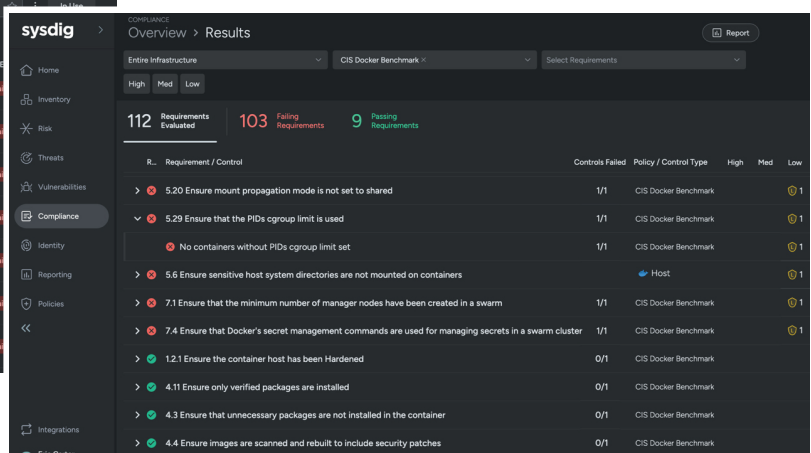 In Use
sysdig
COMPLIANCE
Overview > Results
Report
Entire Infrastructure
CIS Docker Benchmark ×
Select Requirements
High Med Low
Home
Inventory
Risk
Threats
Vulnerabilities
Compliance
Identity
Reporting
Policies
Integrations
112 Requirements Evaluated
103 Failing Requirements
9 Passing Requirements
R... Requirement / Control Controls Failed Policy / Control Type High Med Low
5.20 Ensure mount propagation mode is not set to shared 1/1 CIS Docker Benchmark 1
5.29 Ensure that the PIDs cgroup limit is used 1/1 CIS Docker Benchmark 1
No containers without PIDs cgroup limit set 1/1 CIS Docker Benchmark 1
5.6 Ensure sensitive host system directories are not mounted on containers Host 1
7.1 Ensure that the minimum number of manager nodes have been created in a swarm 1/1 CIS Docker Benchmark 1
7.4 Ensure that Docker's secret management commands are used for managing secrets in a swarm cluster 1/1 CIS Docker Benchmark 1
1.2.1 Ensure the container host has been Hardened 0/1 CIS Docker Benchmark
4.11 Ensure only verified packages are installed 0/1 CIS Docker Benchmark
4.3 Ensure that unnecessary packages are not installed in the container 0/1 CIS Docker Benchmark
4.4 Ensure images are scanned and rebuilt to include security patches 0/1 CIS Docker Benchmark